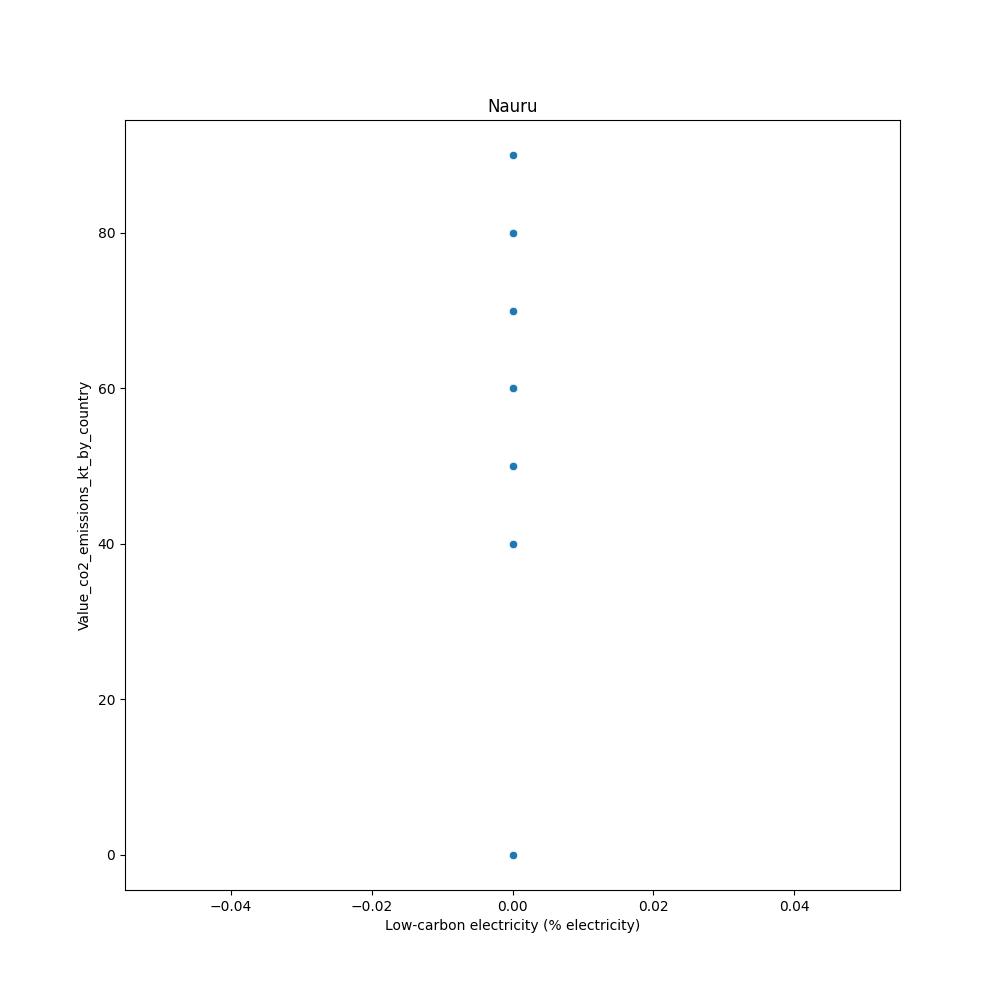 Nauru
80
60
40
20
0
Value_co2_emissions_kt_by_country
−0.04 −0.02 0.00 0.02 0.04
Low-carbon electricity (% electricity)